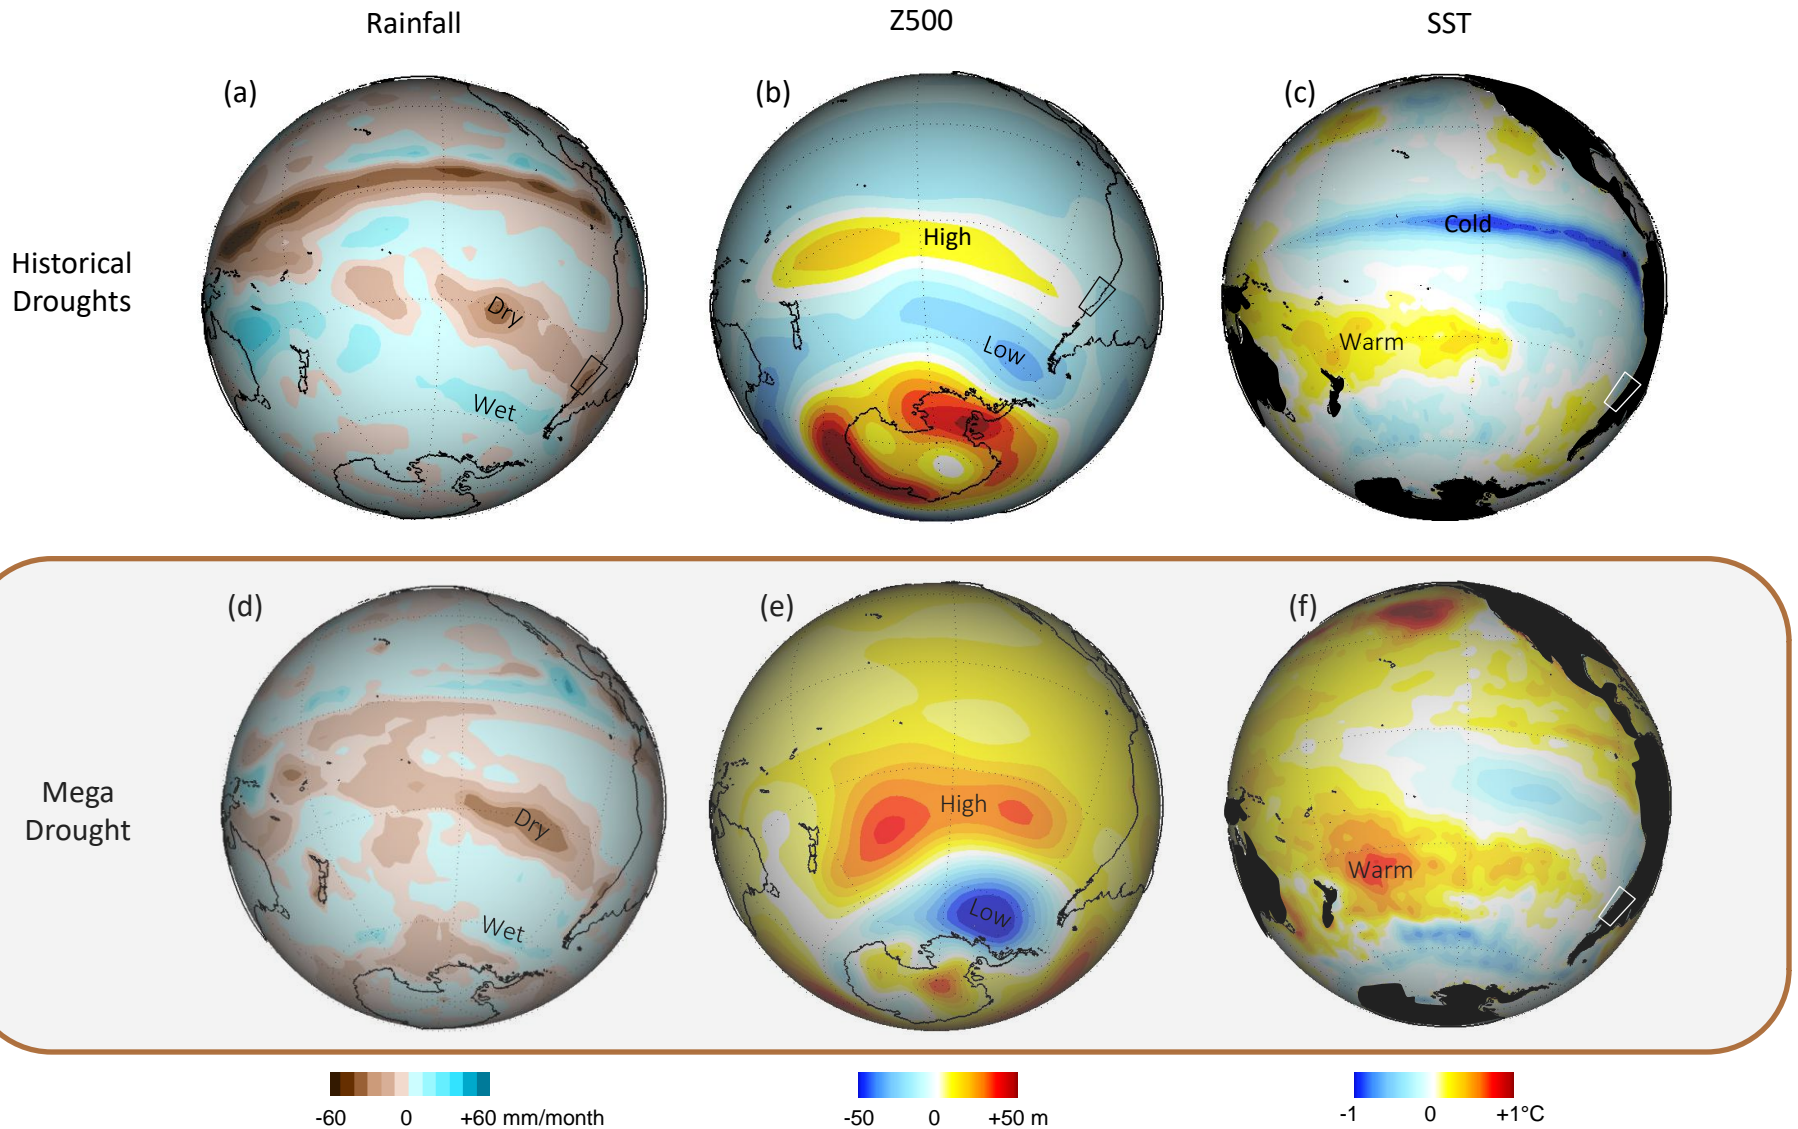 Rainfall
Z500
SST
(a)
(b)
(c)
Historical
Droughts
Dry
Wet
High
Low
Cold
Warm
(d)
(e)
(f)
Mega
Drought
Dry
Wet
High
Low
Warm
-60 0 +60 mm/month
-50 0 +50 m
-1 0 +1°C